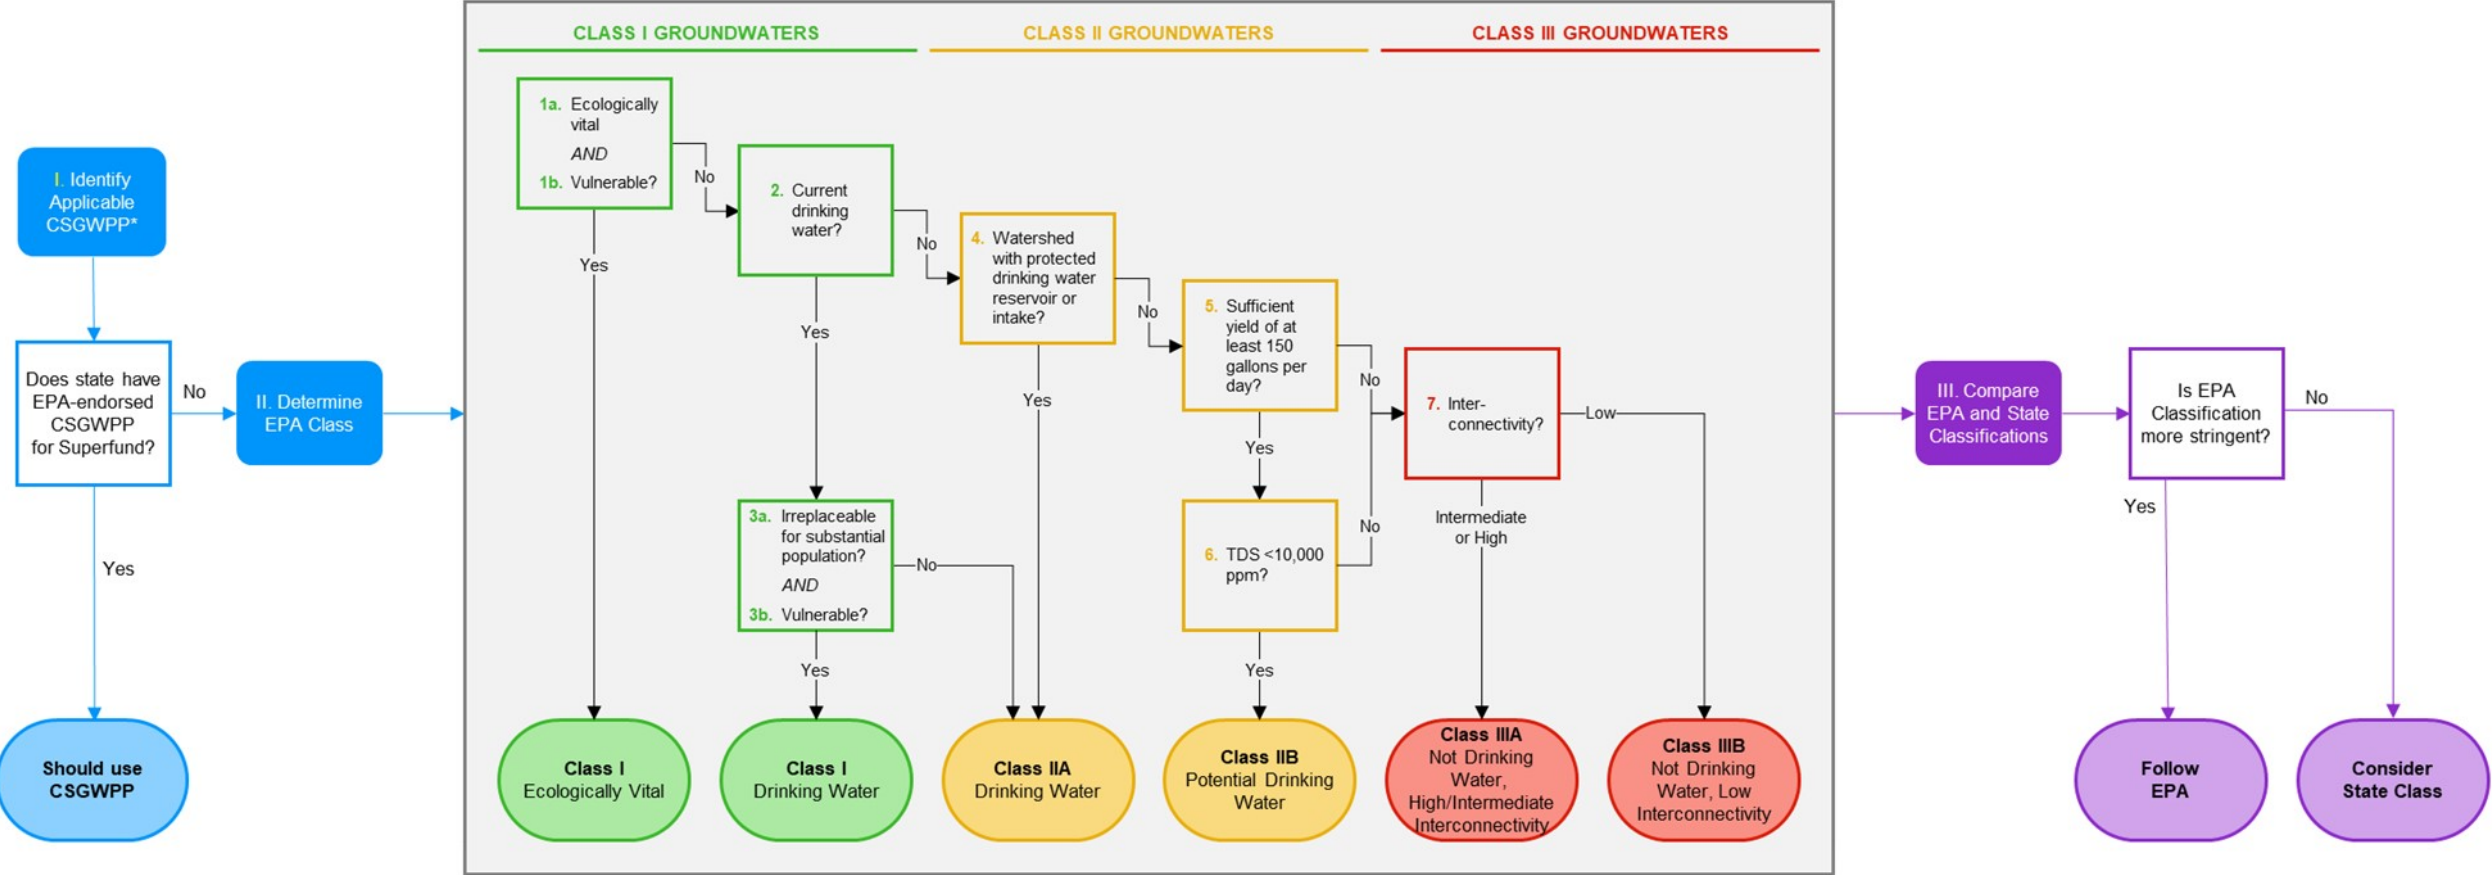 CLASS I GROUNDWATERS
CLASS II GROUNDWATERS
CLASS III GROUNDWATERS
I. Identify
Applicable
CSGWPP*
Does state have
EPA-endorsed
CSGWPP
for Superfund?
No
Yes
Should use
CSGWPP
II. Determine
EPA Class
1a. Ecologically
vital
AND
1b. Vulnerable?
No
Yes
Class I
Ecologically Vital
2. Current
drinking
water?
No
Yes
3a. Irreplaceable
for substantial
population?
AND
3b. Vulnerable?
No
Yes
Class I
Drinking Water
4. Watershed
with protected
drinking water
reservoir or
intake?
No
Yes
Class IIA
Drinking Water
5. Sufficient
yield of at
least 150
gallons per
day?
No
Yes
6. TDS <10,000
ppm?
No
Yes
Class IIB
Potential Drinking
Water
7. Inter-
connectivity?
Low
Intermediate
or High
Class IIIA
Not Drinking
Water,
High/Intermediate
Interconnectivity
Class IIIB
Not Drinking
Water, Low
Interconnectivity
III. Compare
EPA and State
Classifications
Is EPA
Classification
more stringent?
No
Yes
Follow
EPA
Consider
State Class